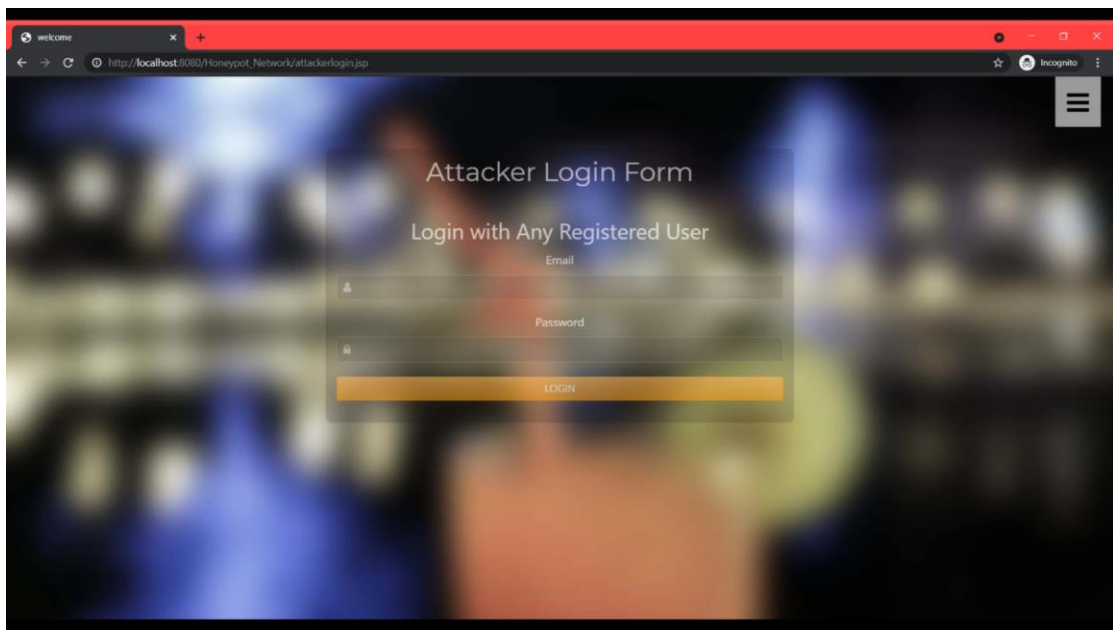 welcome
http://localhost:8080/Honeypot_Network/attackerlogin.jsp
Incognito
Attacker Login Form
Login with Any Registered User
Email
Password
LOGIN